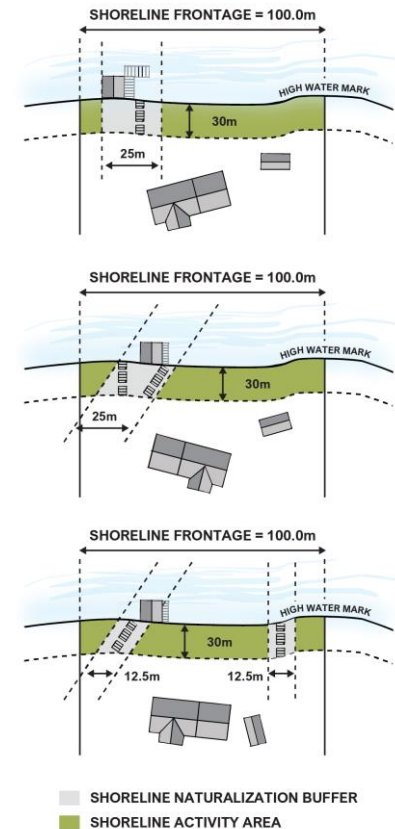 SHORELINE FRONTAGE = 100.0m
HIGH WATER MARK
30m
25m
SHORELINE FRONTAGE = 100.0m
HIGH WATER MARK
30m
25m
SHORELINE FRONTAGE = 100.0m
HIGH WATER MARK
30m
12.5m
12.5m
SHORELINE NATURALIZATION BUFFER
SHORELINE ACTIVITY AREA